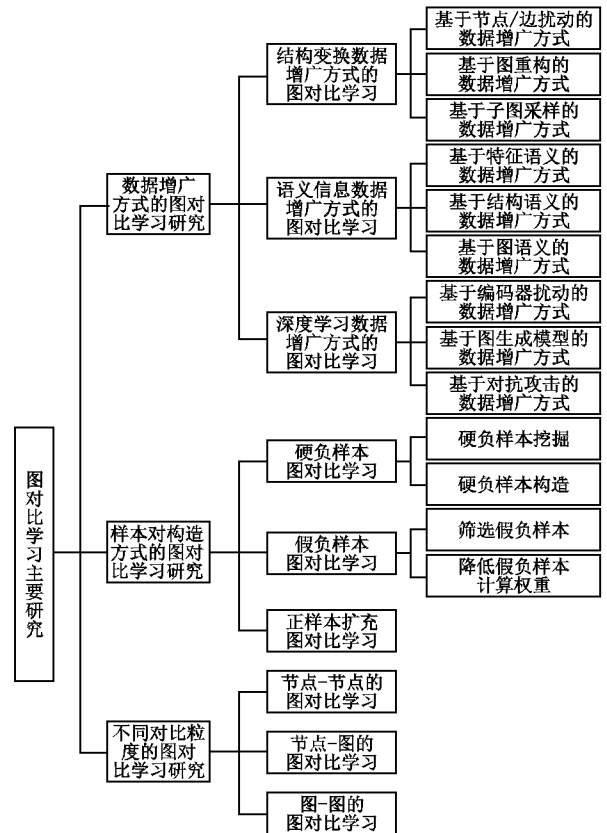 图对比学习主要研究
数据增广
方式的图对
比学习研究
结构变换数据
增广方式的
图对比学习
基于节点/边扰动的
数据增广方式
基于图重构的
数据增广方式
基于子图采样的
数据增广方式
语义信息数据
增广方式的
图对比学习
基于特征语义的
数据增广方式
基于结构语义的
数据增广方式
基于图语义的
数据增广方式
深度学习数据
增广方式的
图对比学习
基于编码器扰动的
数据增广方式
基于图生成模型的
数据增广方式
基于对抗攻击的
数据增广方式
样本对构造
方式的图对
比学习研究
硬负样本
图对比学习
硬负样本挖掘
硬负样本构造
假负样本
图对比学习
筛选假负样本
降低假负样本
计算权重
正样本扩充
图对比学习
不同对比粒
度的图对
比学习研究
节点-节点的
图对比学习
节点-图的
图对比学习
图-图的
图对比学习